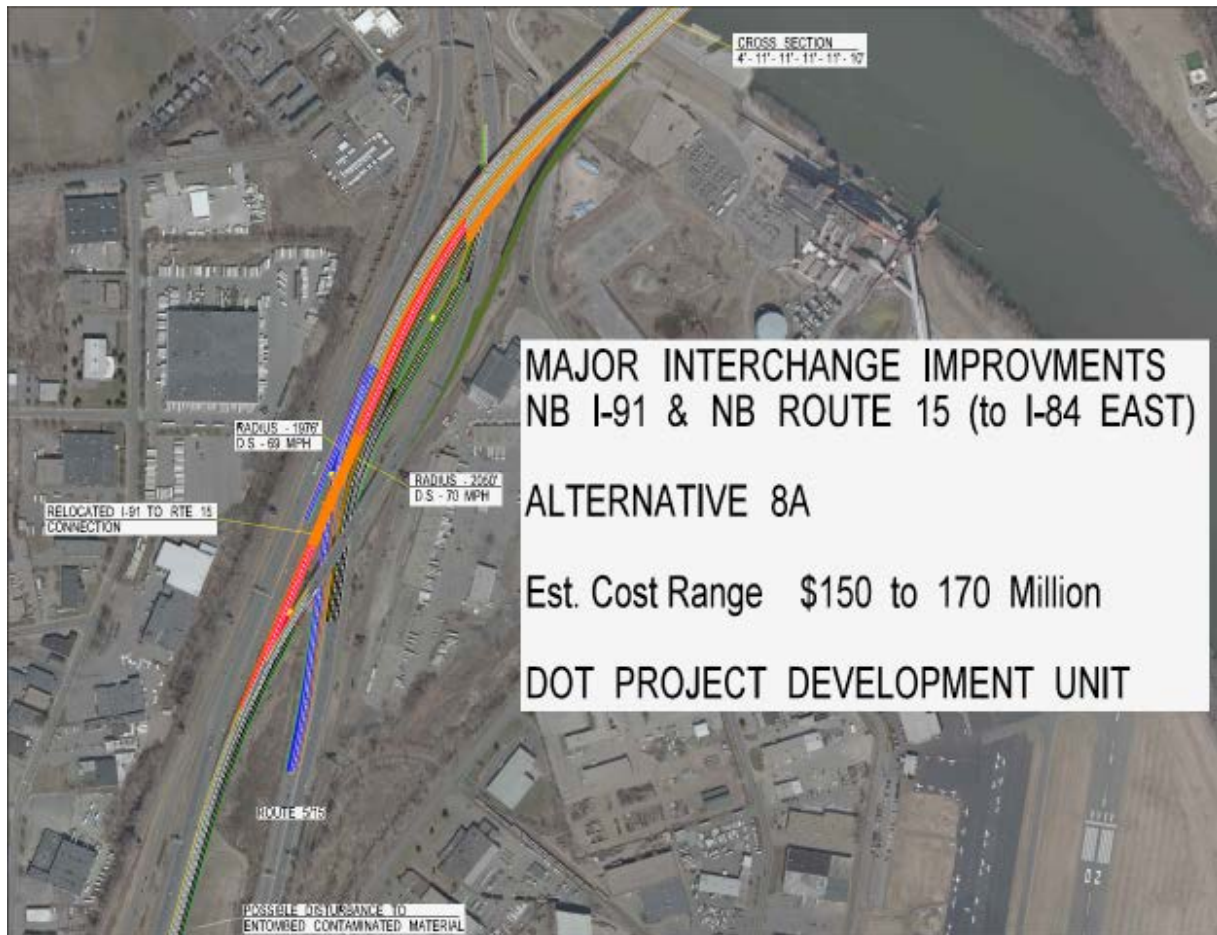 CROSS SECTION
4'- 11'- 11'- 11'- 11'- 10'
MAJOR INTERCHANGE IMPROVMENTS
NB I-91 & NB ROUTE 15 (to I-84 EAST)
ALTERNATIVE 8A
Est. Cost Range $150 to 170 Million
DOT PROJECT DEVELOPMENT UNIT
RADIUS - 1976'
D.S. - 69 MPH
RADIUS - 2050'
D.S. - 70 MPH
RELOCATED I-91 TO RTE 15
CONNECTION
ROUTE 5/15
POSSIBLE DISTURBANCE TO
ENTOMBED CONTAMINATED MATERIAL
02